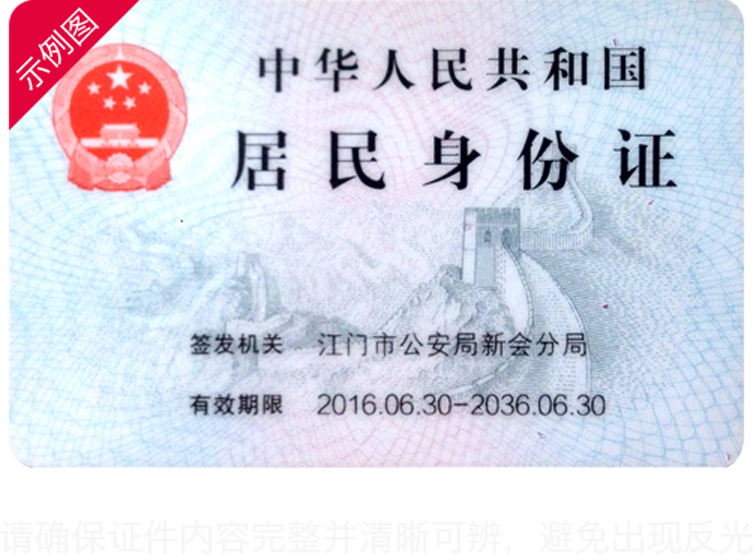 示例图
中华人民共和国
居民身份证
签发机关 江门市公安局新会分局
有效期限 2016.06.30-2036.06.30
请确保证件内容完整并清晰可辨，避免出现反光